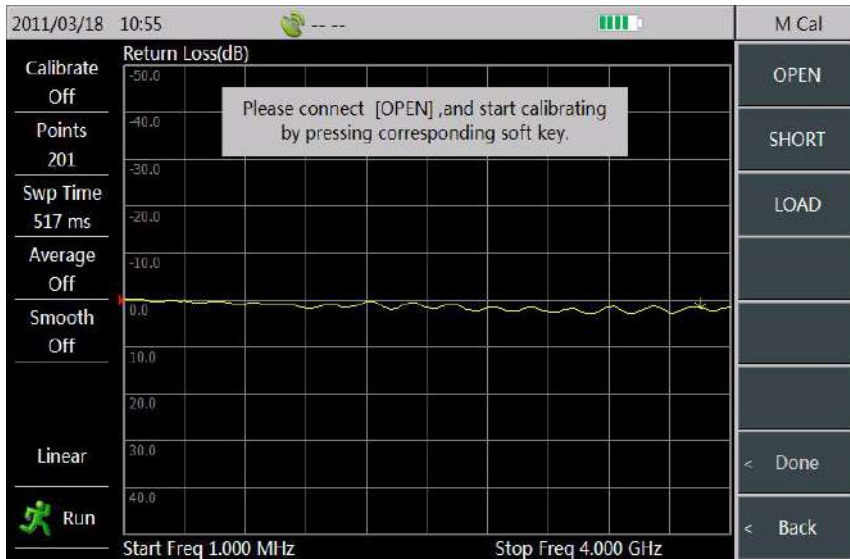 2011/03/18 10:55 -- -- M Cal
Calibrate
Off
Points
201
Swp Time
517 ms
Average
Off
Smooth
Off
Linear
Run
Return Loss(dB)
-50.0
-40.0
-30.0
-20.0
-10.0
0.0
10.0
20.0
30.0
40.0
Please connect [OPEN] ,and start calibrating
by pressing corresponding soft key.
Start Freq 1.000 MHz Stop Freq 4.000 GHz
OPEN
SHORT
LOAD
< Done
< Back